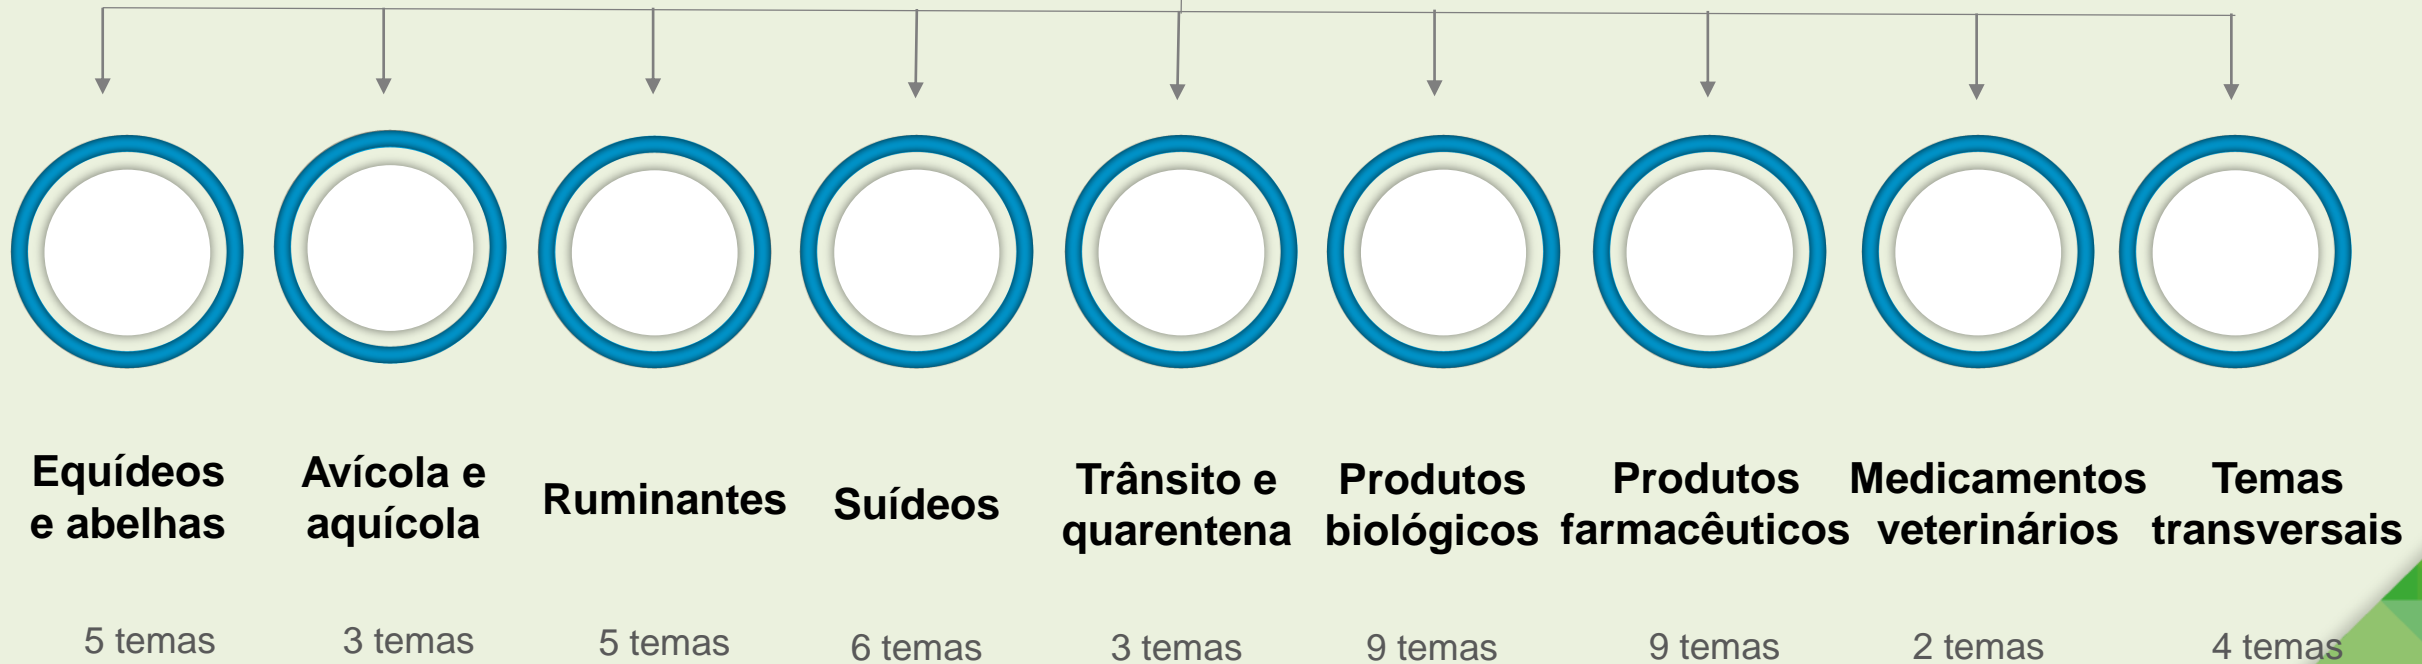 Equídeos
e abelhas
5 temas
Avícola e
aquícola
3 temas
Ruminantes
5 temas
Suídeos
6 temas
Trânsito e
quarentena
3 temas
Produtos
biológicos
9 temas
Produtos
farmacêuticos
9 temas
Medicamentos
veterinários
2 temas
Temas
transversais
4 temas